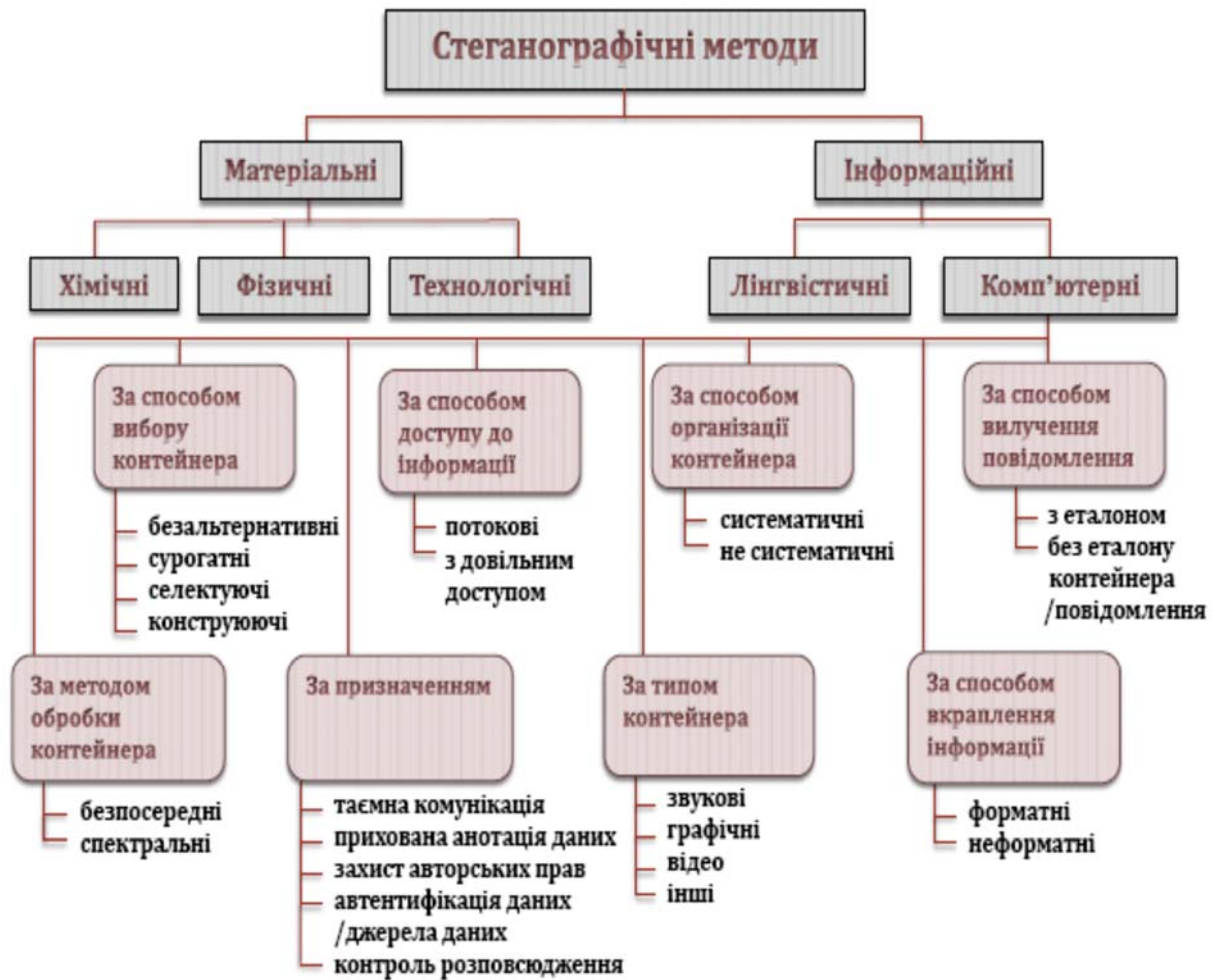 Стеганографічні методи
Матеріальні
Інформаційні
Хімічні
Фізичні
Технологічні
Лінгвістичні
Комп’ютерні
За способом
вибору
контейнера
безальтернативні
сурогатні
селектуючі
конструюючі
За способом
доступу до
інформації
потокові
з довільним
доступом
За способом
організації
контейнера
систематичні
не систематичні
За способом
вилучення
повідомлення
з еталоном
без еталону
контейнера
/повідомлення
За методом
обробки
контейнера
безпосередні
спектральні
За призначенням
таємна комунікація
прихована анотація даних
захист авторських прав
автентифікація даних
/джерела даних
контроль розповсюдження
За типом
контейнера
звукові
графічні
відео
інші
За способом
вкраплення
інформації
форматні
неформатні